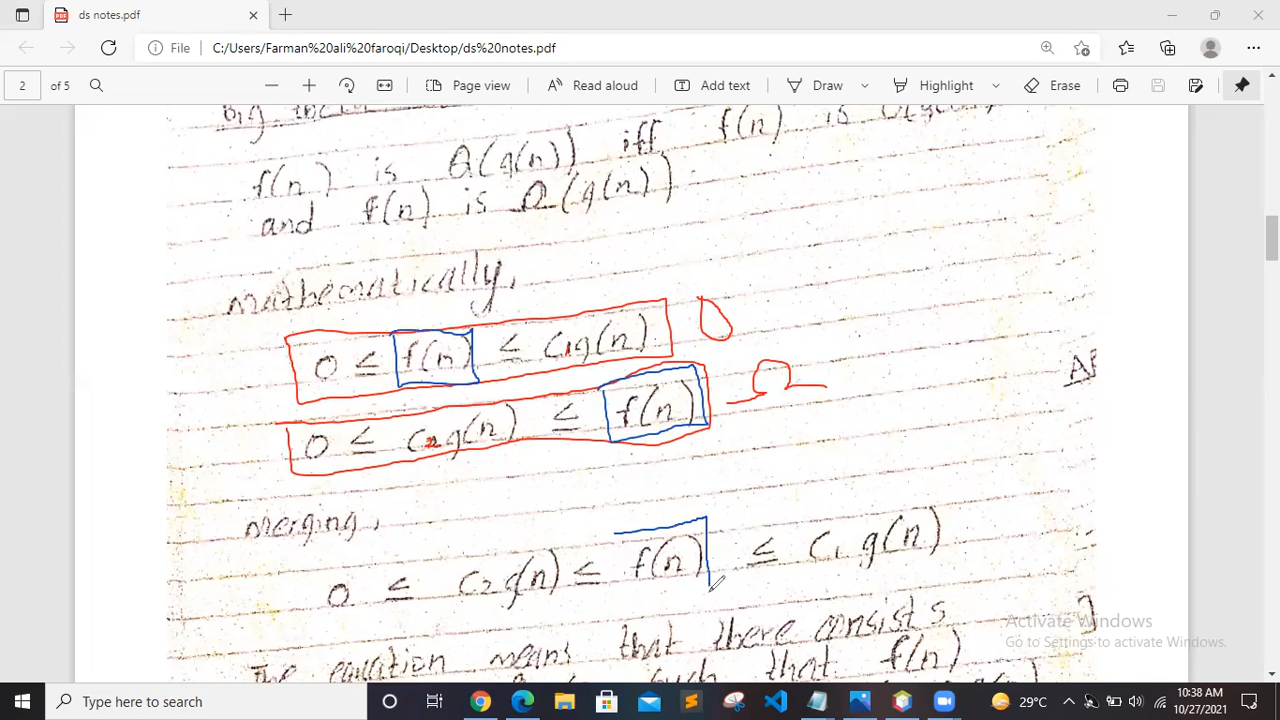 ds notes.pdf
File C:/Users/Farman%20ali%20faroqi/Desktop/ds%20notes.pdf
2 of 5 Page view Read aloud Add text Draw Highlight Erase
f(n) is θ(g(n)) iff f(n) is O(g(n))
and f(n) is Ω(g(n))
mathematically,
0 ≤ f(n) ≤ C1g(n) O
0 ≤ C2g(n) ≤ f(n) Ω
merging,
0 ≤ C2g(n) ≤ f(n) ≤ C1 g(n)
The equation means that there consist s
such that f(n)
Activate Windows
Go to Settings to activate Windows.
Type here to search
29°C
10:38 AM
10/27/2021